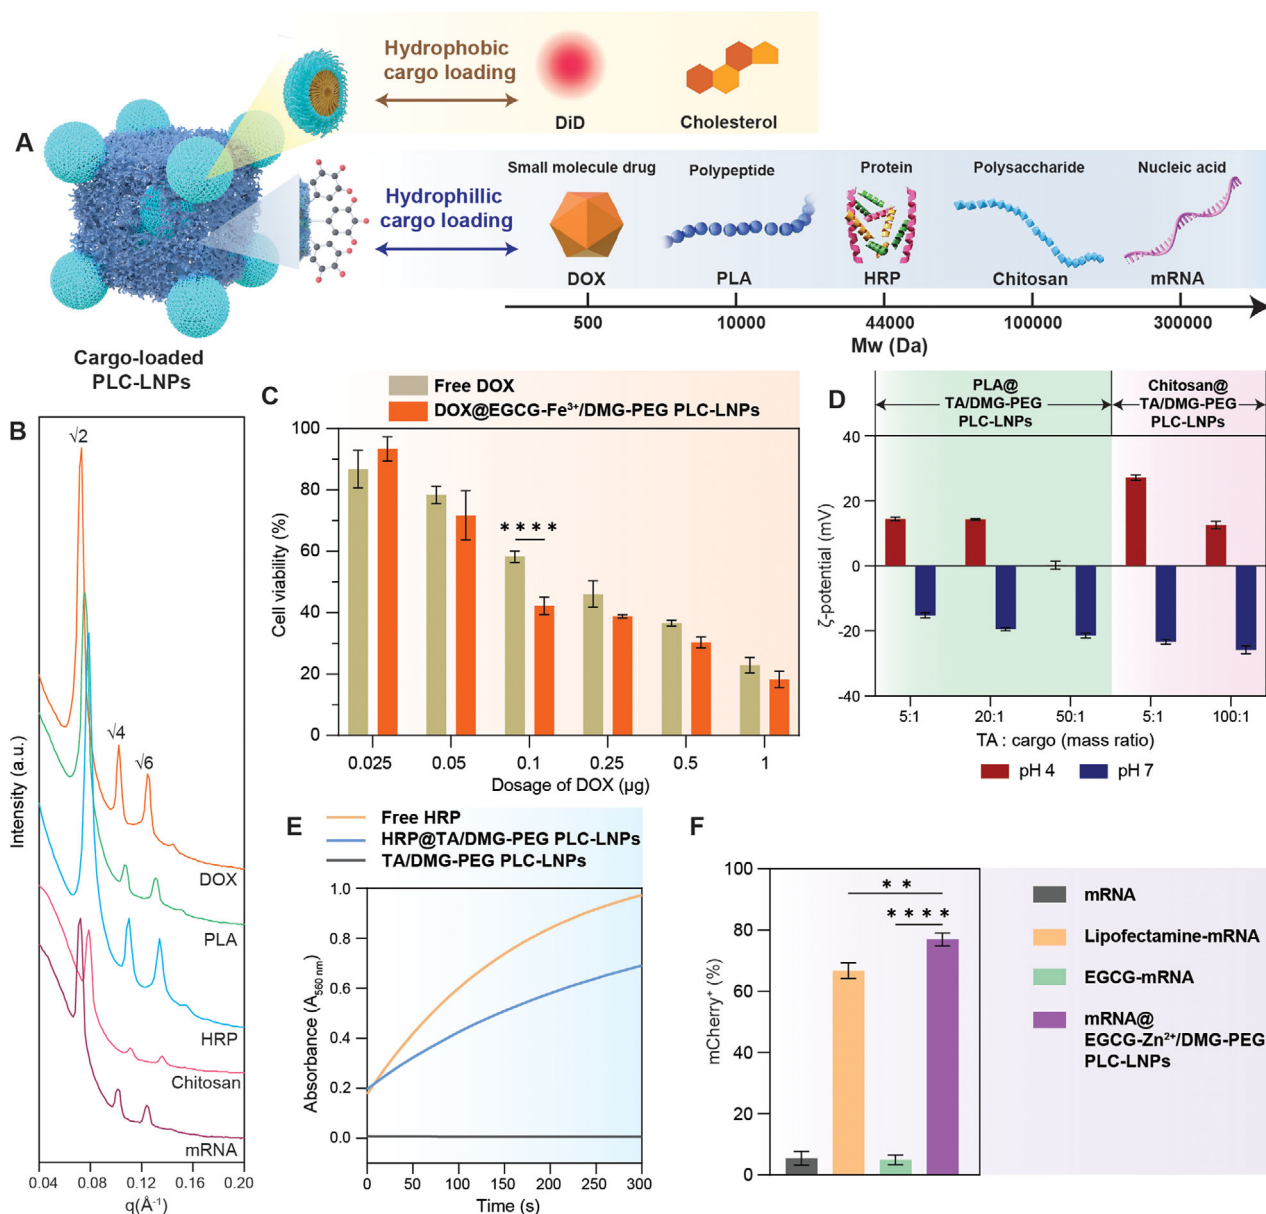 A
Hydrophobic
cargo loading
DiD
Cholesterol
Hydrophillic
cargo loading
Small molecule drug
Polypeptide
Protein
Polysaccharide
Nucleic acid
DOX
PLA
HRP
Chitosan
mRNA
500
10000
44000
100000
300000
Mw (Da)
Cargo-loaded
PLC-LNPs
B
√2
√4
√6
DOX
PLA
HRP
Chitosan
mRNA
Intensity (a.u.)
0.04
0.08
0.12
0.16
0.20
q(Å⁻¹)
C
Free DOX
DOX@EGCG-Fe³⁺/DMG-PEG PLC-LNPs
100
80
60
40
20
0
Cell viability (%)
****
0.025
0.05
0.1
0.25
0.5
1
Dosage of DOX (μg)
D
PLA@
TA/DMG-PEG
PLC-LNPs
Chitosan@
TA/DMG-PEG
PLC-LNPs
40
20
0
-20
-40
ζ-potential (mV)
5:1
20:1
50:1
5:1
100:1
TA : cargo (mass ratio)
pH 4
pH 7
E
Free HRP
HRP@TA/DMG-PEG PLC-LNPs
TA/DMG-PEG PLC-LNPs
1.0
0.8
0.6
0.4
0.2
0.0
Absorbance (A₅₆₀ ₙₘ)
0
50
100
150
200
250
300
Time (s)
F
100
80
60
40
20
0
mCherry⁺ (%)
**
****
mRNA
Lipofectamine-mRNA
EGCG-mRNA
mRNA@
EGCG-Zn²⁺/DMG-PEG
PLC-LNPs